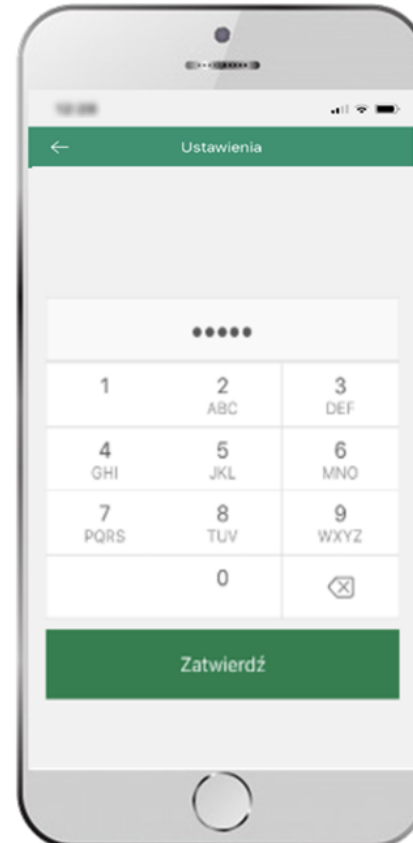 Ustawienia
1 2 3
ABC DEF
4 5 6
GHI JKL MNO
7 8 9
PQRS TUV WXYZ
0
Zatwierdź